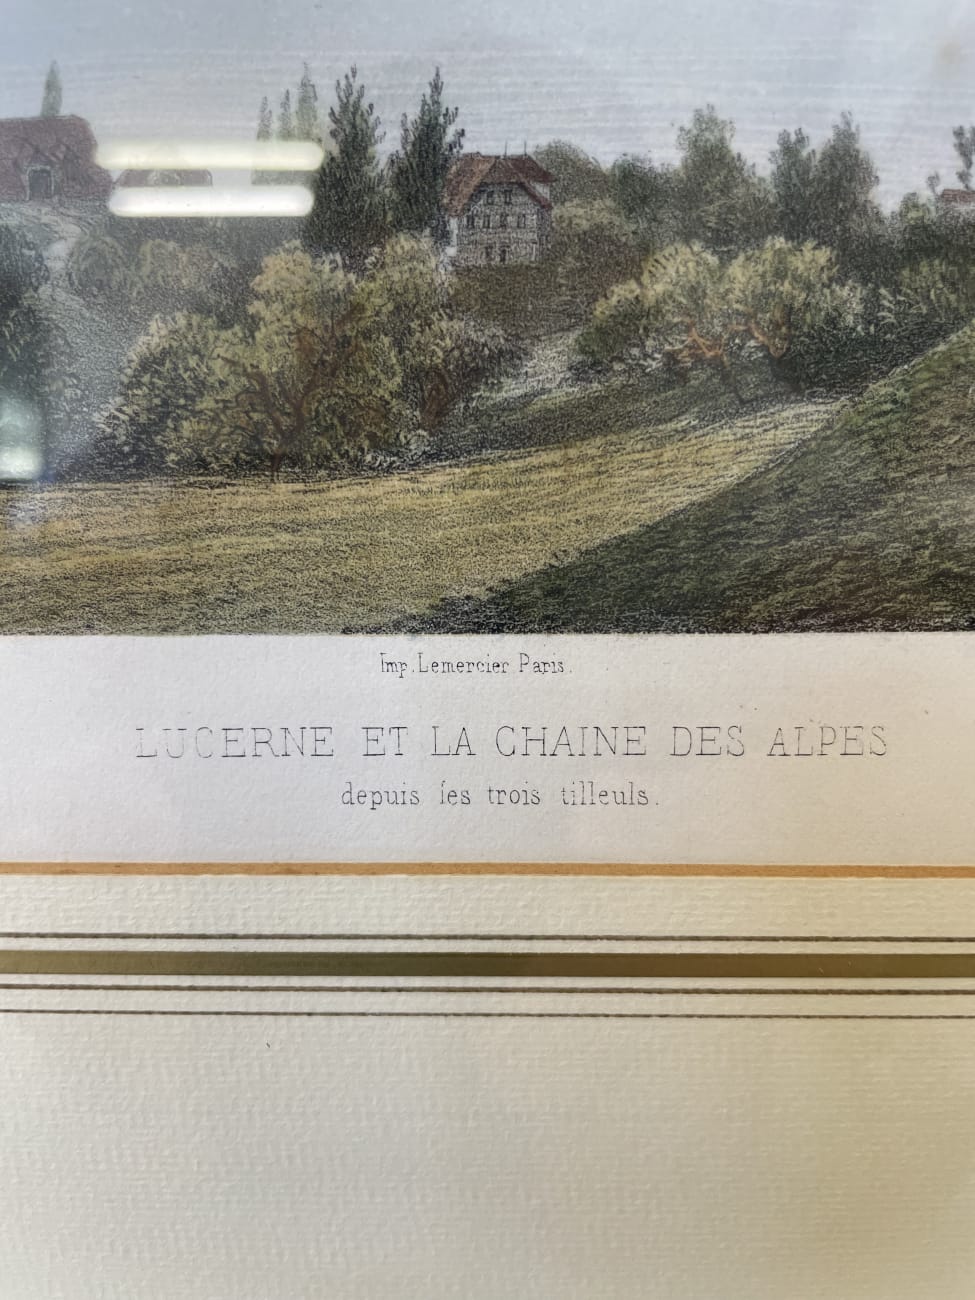 Imp. Lemercier Paris.
LUCERNE ET LA CHAINE DES ALPES
depuis les trois tilleuls.